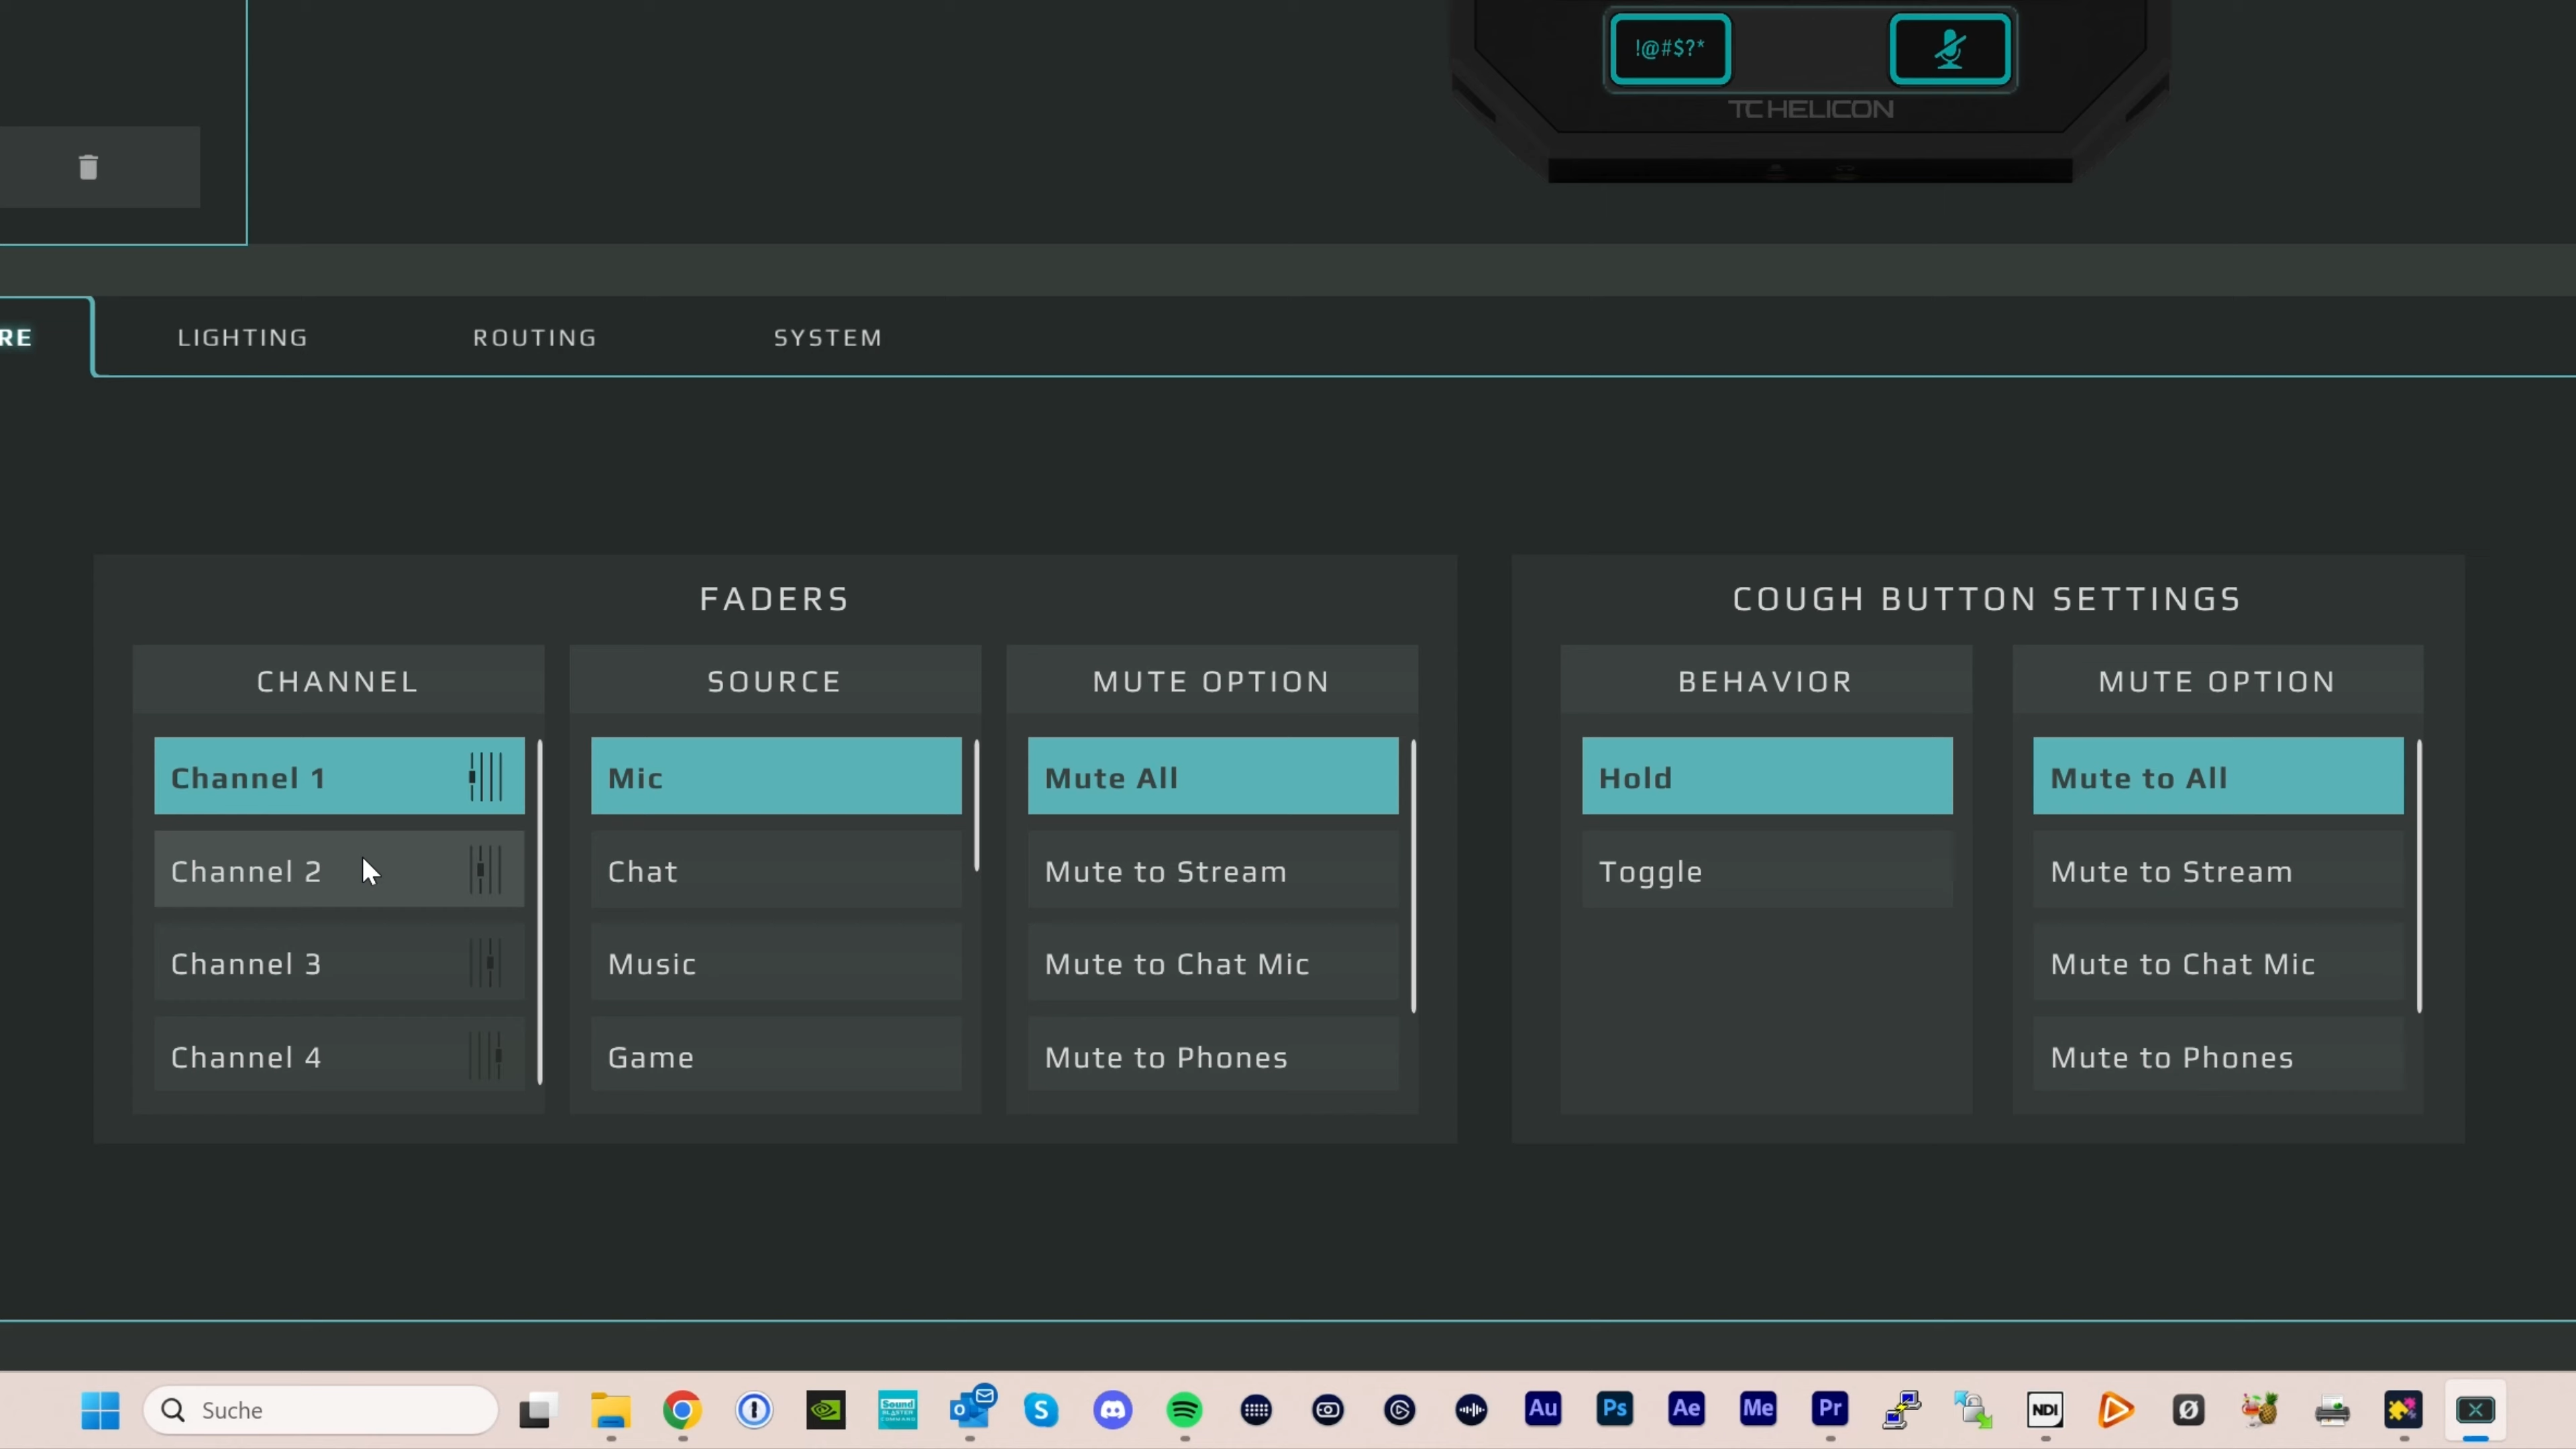 !@#$?*
TC HELICON
RE
LIGHTING
ROUTING
SYSTEM
FADERS
CHANNEL
Channel 1
Channel 2
Channel 3
Channel 4
SOURCE
Mic
Chat
Music
Game
MUTE OPTION
Mute All
Mute to Stream
Mute to Chat Mic
Mute to Phones
COUGH BUTTON SETTINGS
BEHAVIOR
Hold
Toggle
MUTE OPTION
Mute to All
Mute to Stream
Mute to Chat Mic
Mute to Phones
Suche
Sound
BLASTER
COMMAND
O
S
Au
Ps
Ae
Me
Pr
NDI
Ø